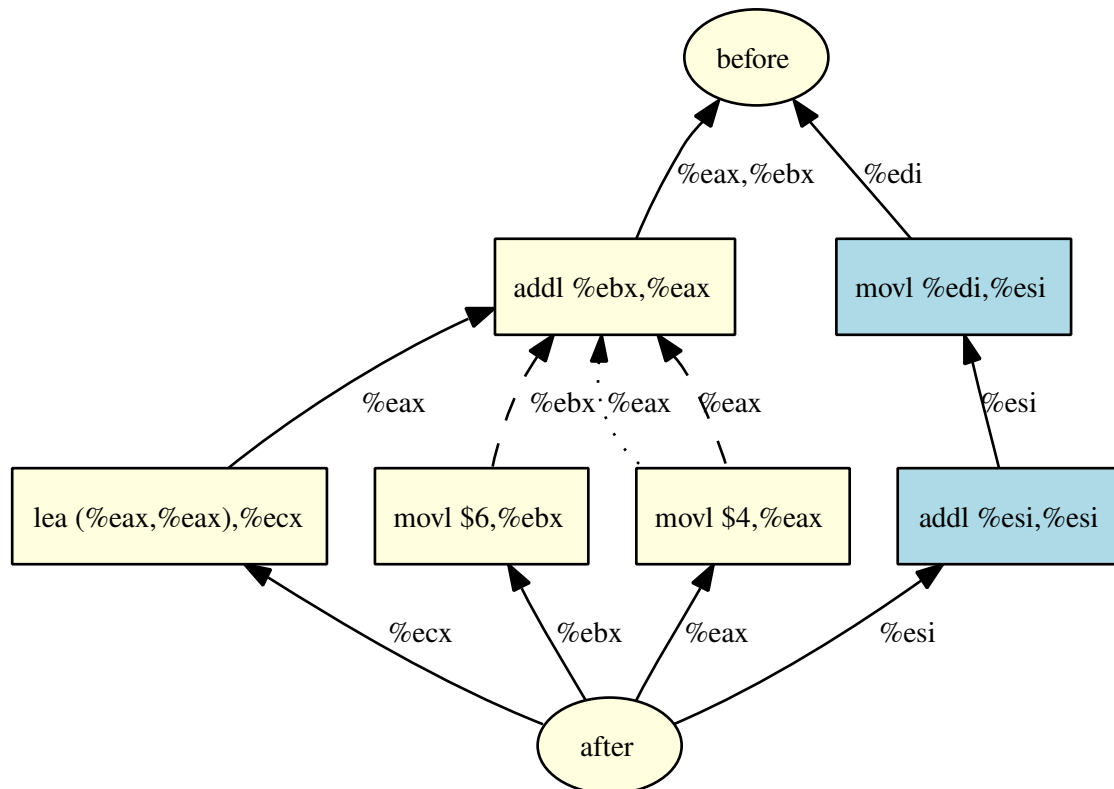 before
%eax,%ebx
%edi
addl %ebx,%eax
movl %edi,%esi
%eax
%ebx
%eax
%eax
%esi
lea (%eax,%eax),%ecx
movl $6,%ebx
movl $4,%eax
addl %esi,%esi
%ecx
%ebx
%eax
%esi
after